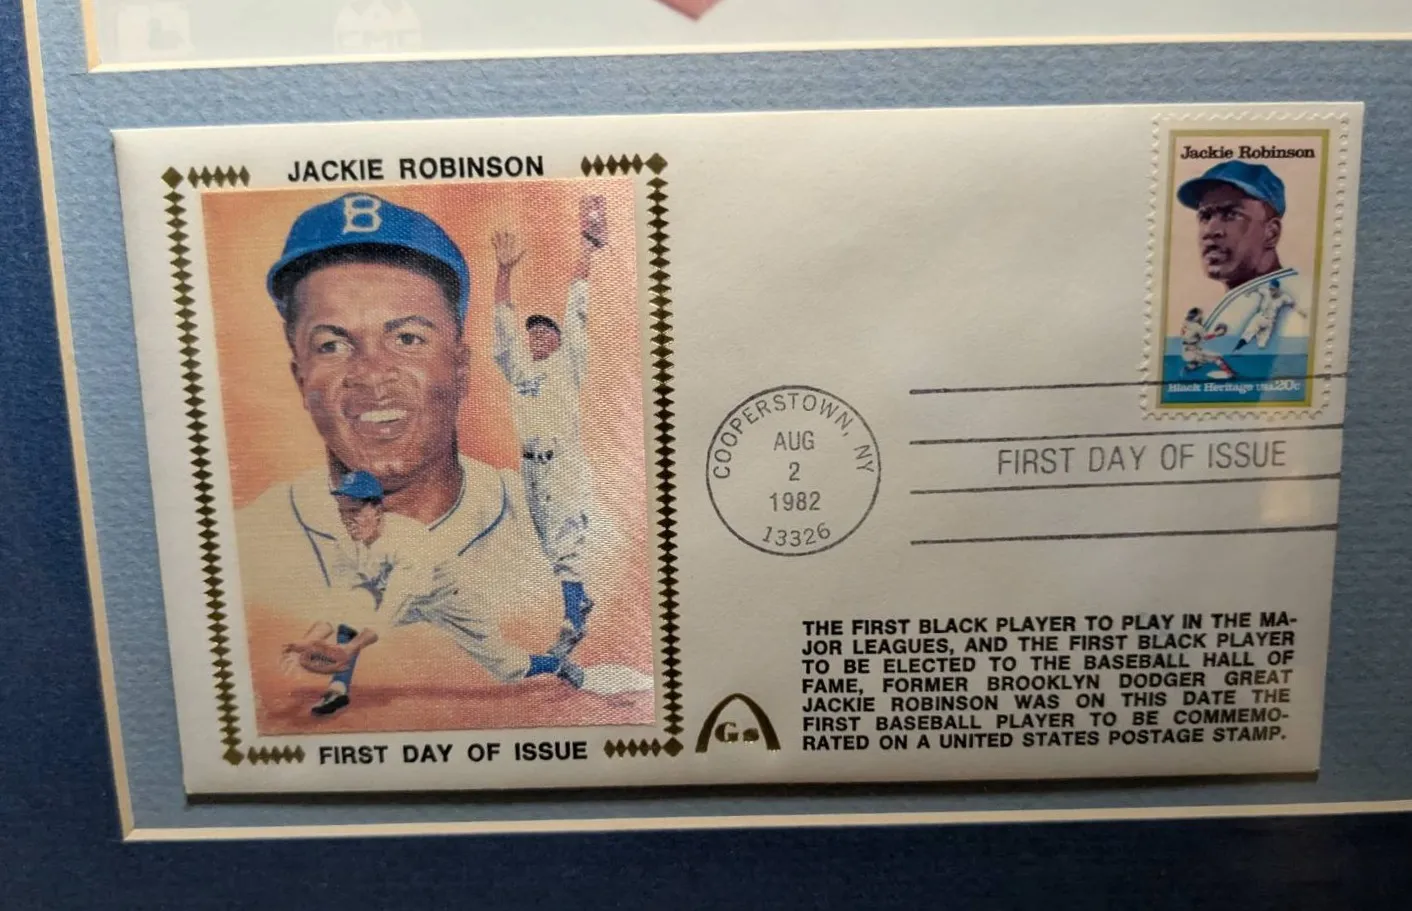 JACKIE ROBINSON
B
FIRST DAY OF ISSUE
Jackie Robinson
Black Heritage USA 20c
COOPERSTOWN, NY
AUG
2
1982
13326
FIRST DAY OF ISSUE
Gs
THE FIRST BLACK PLAYER TO PLAY IN THE MA-
JOR LEAGUES, AND THE FIRST BLACK PLAYER
TO BE ELECTED TO THE BASEBALL HALL OF
FAME, FORMER BROOKLYN DODGER GREAT
JACKIE ROBINSON WAS ON THIS DATE THE
FIRST BASEBALL PLAYER TO BE COMMEMO-
RATED ON A UNITED STATES POSTAGE STAMP.